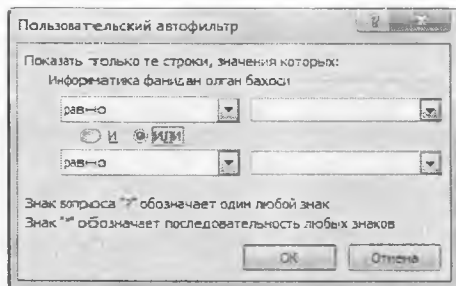 Пользовательский автофильтр
Показать только те строки, значения которых:
Информатика фанидан олган бахоси
равно
И ИЛИ
равно
Знак вопроса "?" обозначает один любой знак
Знак "*" обозначает последовательность любых знаков
ОК Отмена